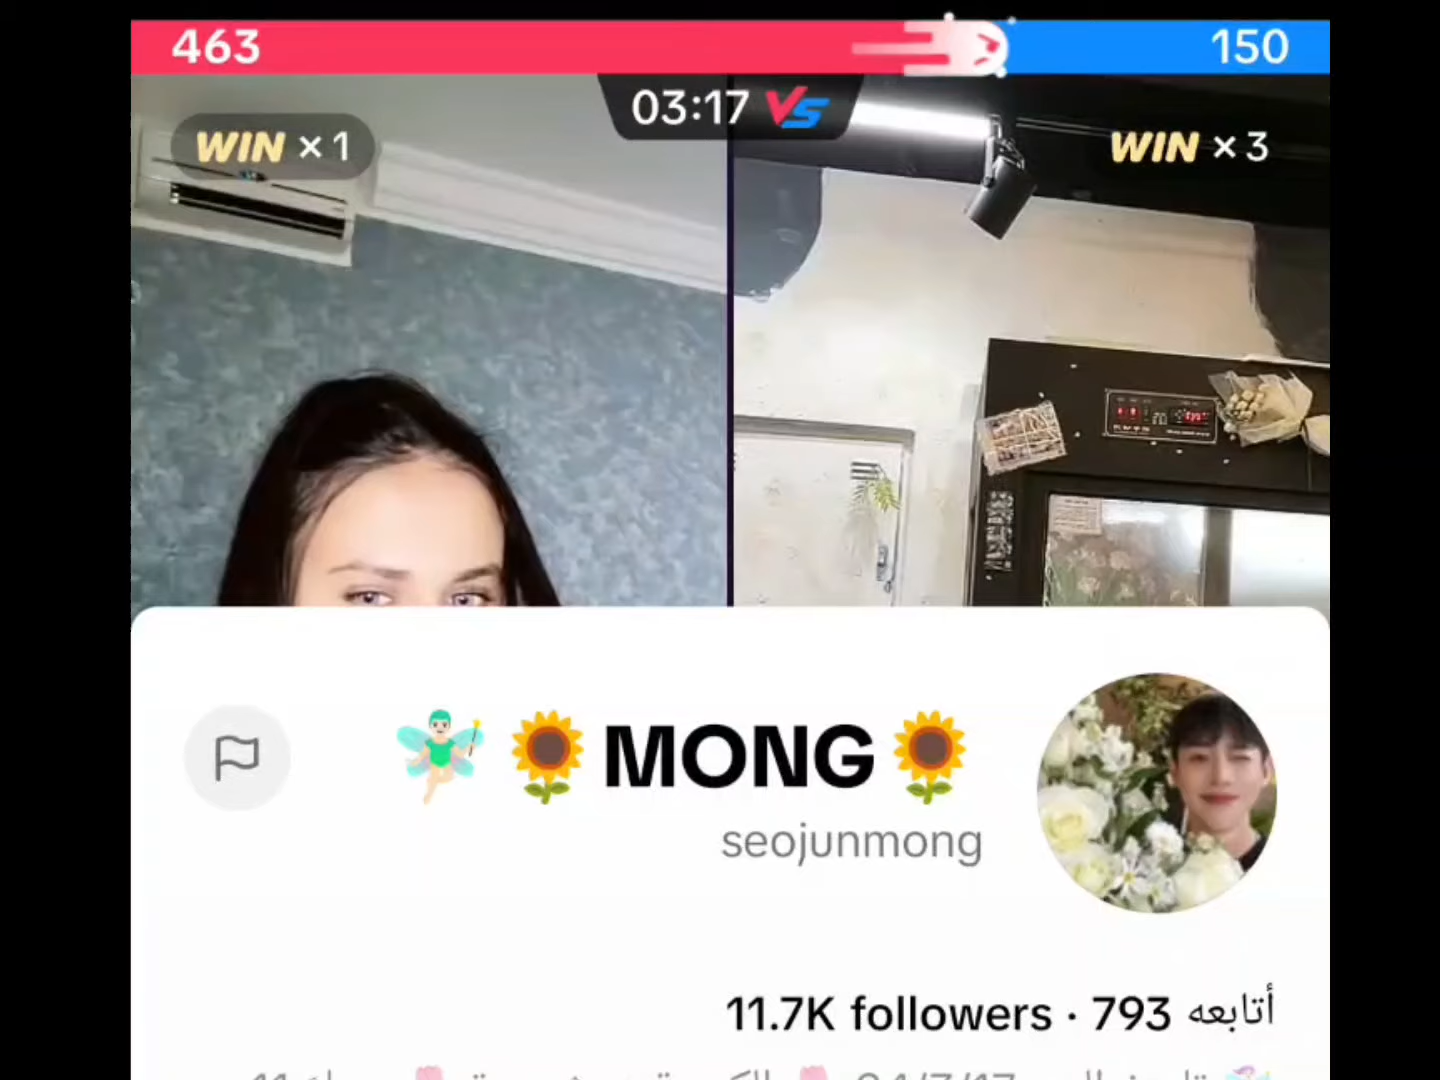 463 150
03:17 VS
WIN ×1 WIN ×3
MONG
seojunmong
11.7K followers · 793 أتابعه